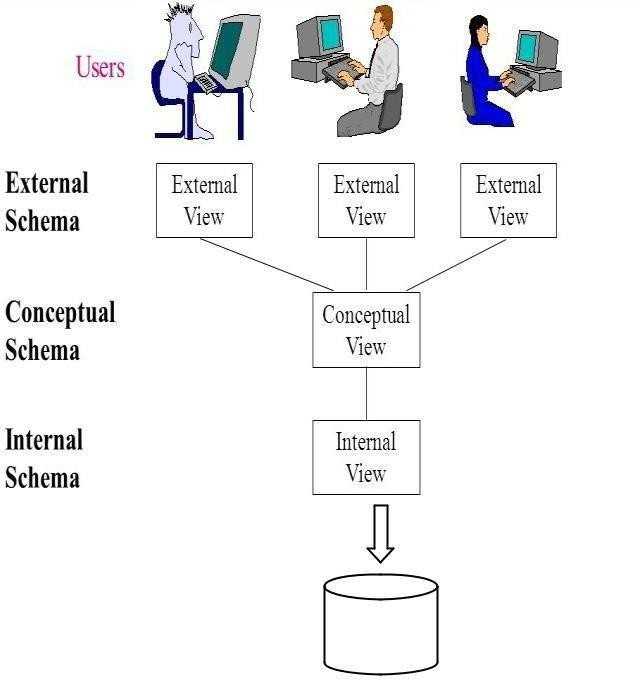 Users
External
Schema
External
View
External
View
External
View
Conceptual
Schema
Conceptual
View
Internal
Schema
Internal
View